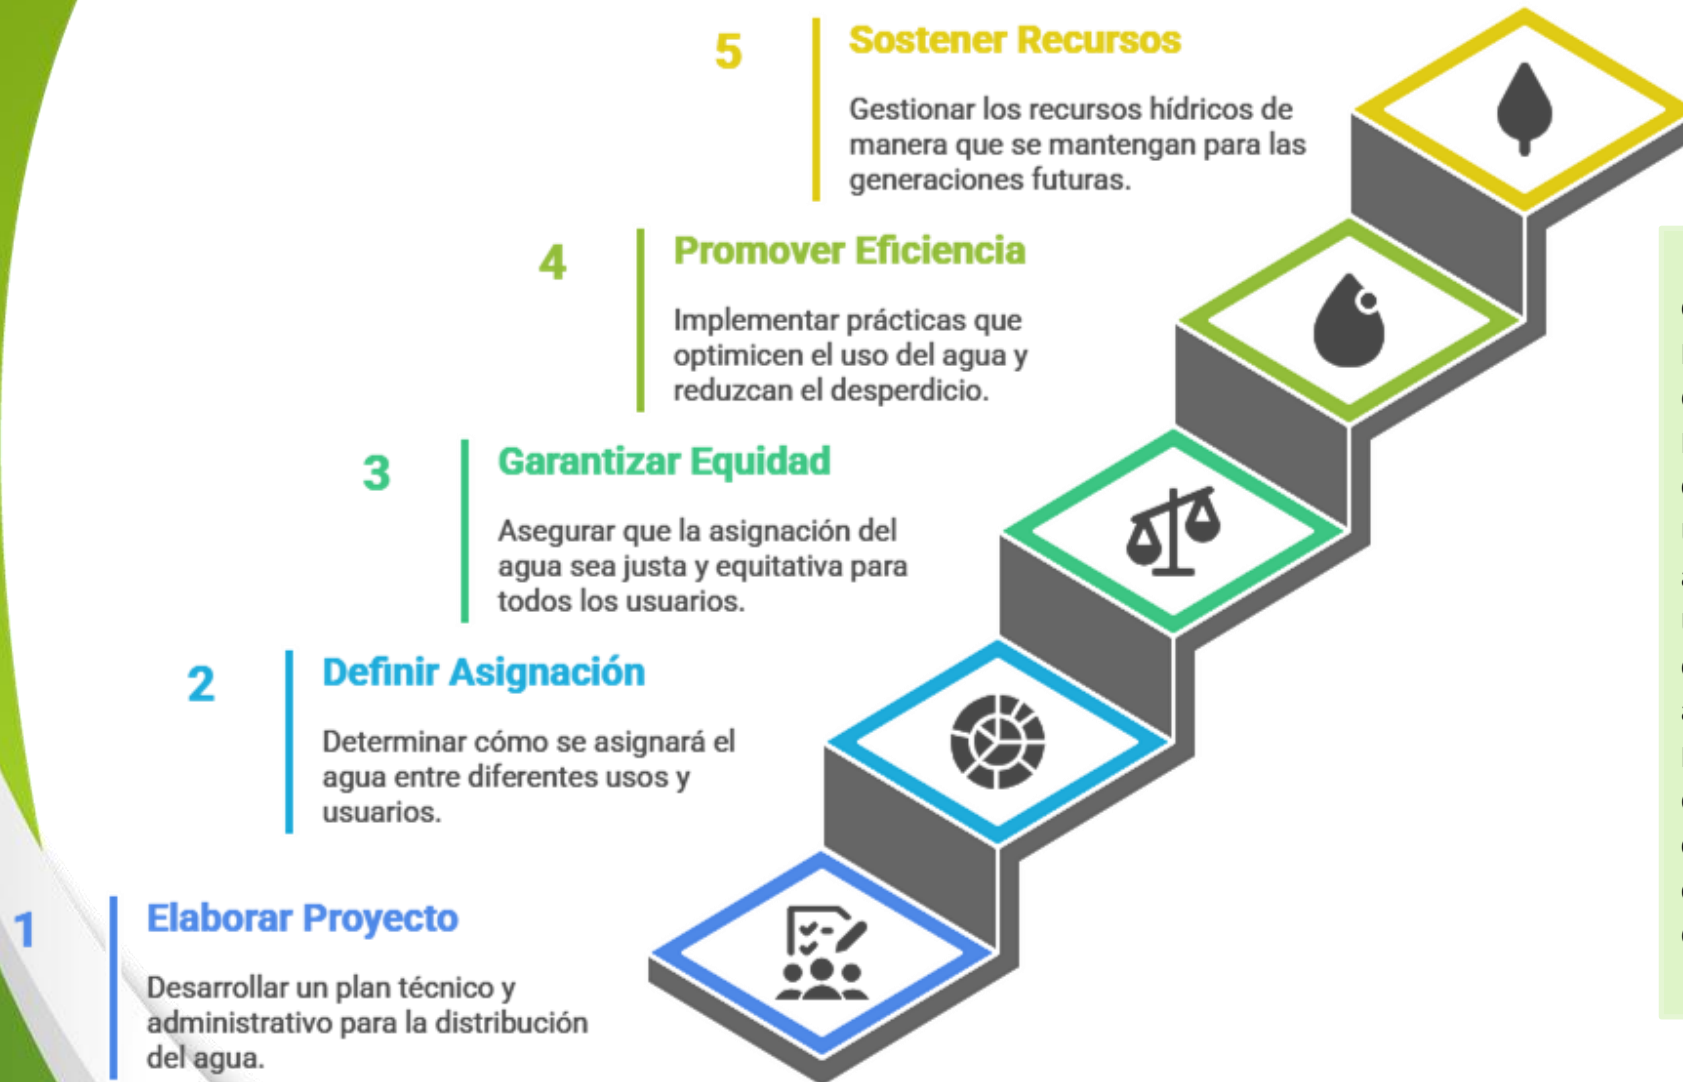 5
Sostener Recursos
Gestionar los recursos hídricos de
manera que se mantengan para las
generaciones futuras.
4
Promover Eficiencia
Implementar prácticas que
optimicen el uso del agua y
reduzcan el desperdicio.
3
Garantizar Equidad
Asegurar que la asignación del
agua sea justa y equitativa para
todos los usuarios.
2
Definir Asignación
Determinar cómo se asignará el
agua entre diferentes usos y
usuarios.
1
Elaborar Proyecto
Desarrollar un plan técnico y
administrativo para la distribución
del agua.